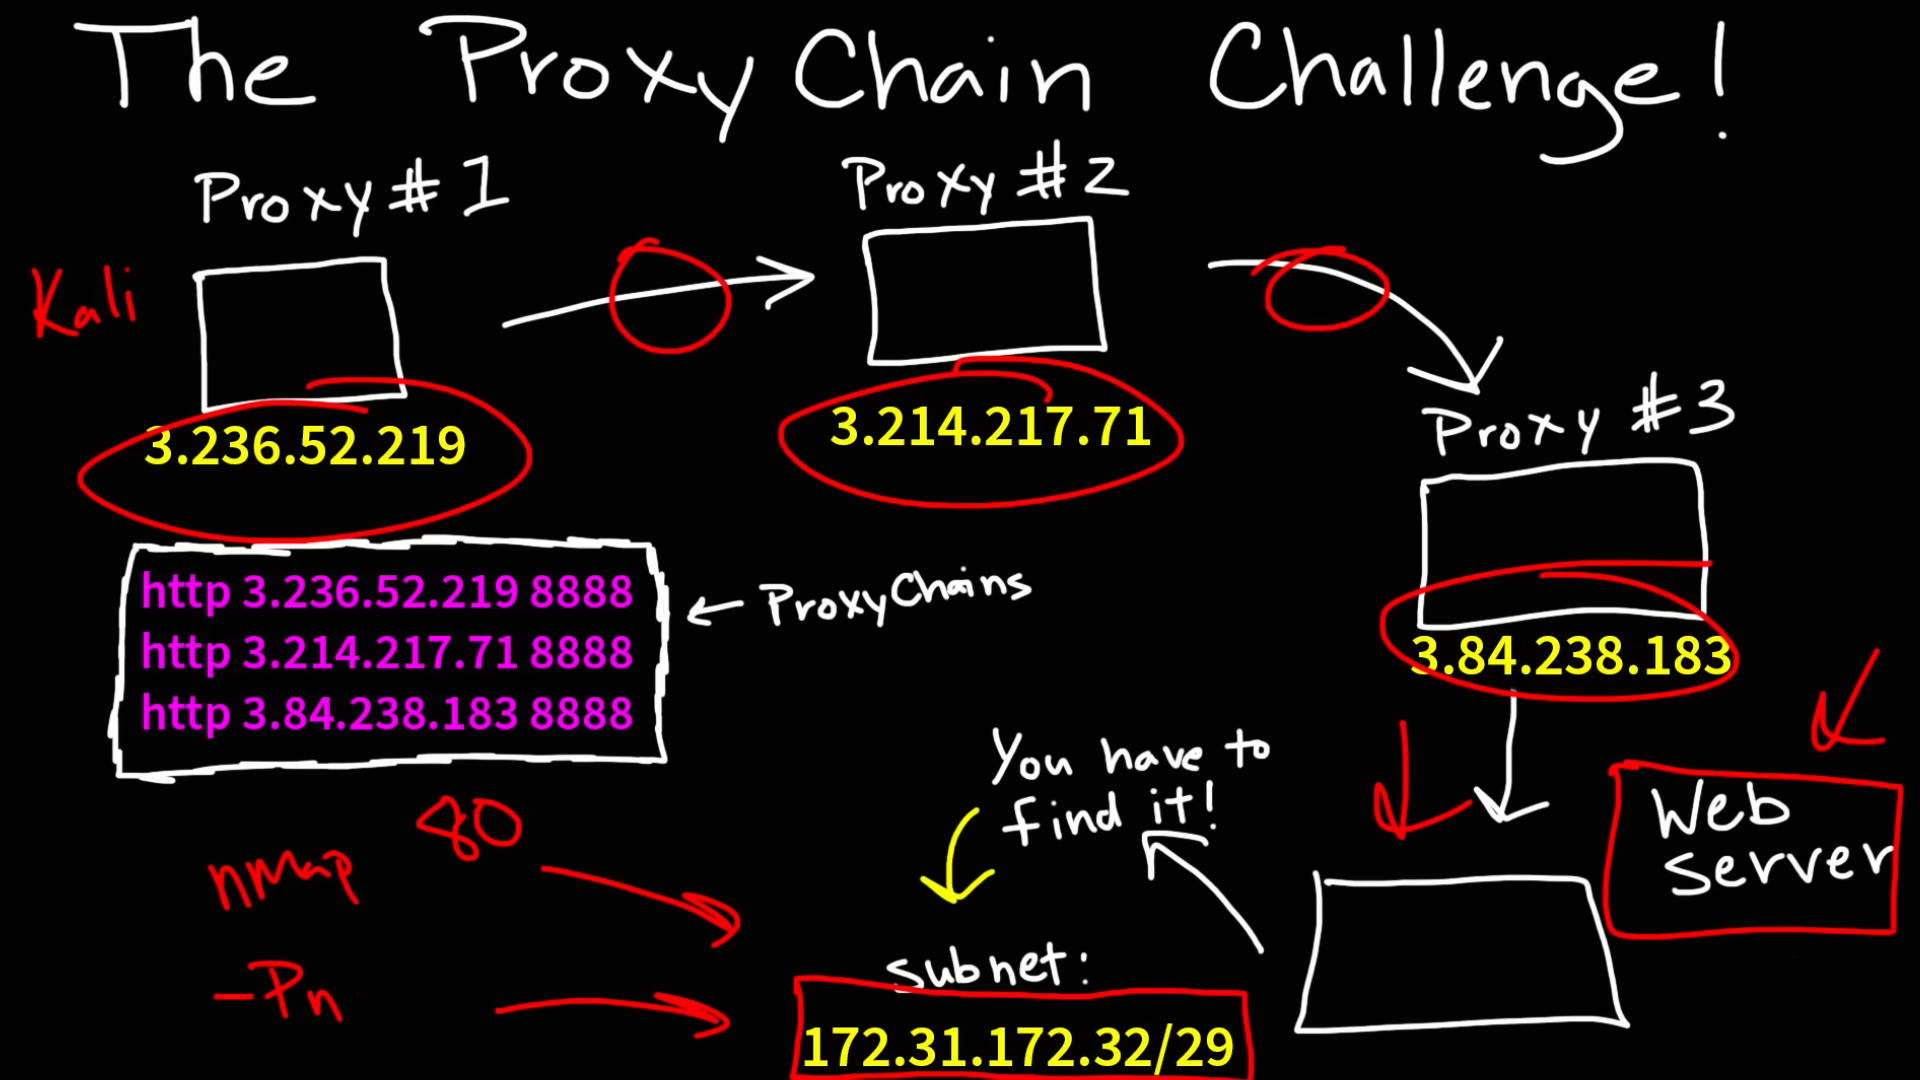 The ProxyChain Challenge!
Proxy #1
Proxy #2
Kali
3.236.52.219
3.214.217.71
Proxy #3
3.84.238.183
http 3.236.52.219 8888
http 3.214.217.71 8888
http 3.84.238.183 8888
ProxyChains
You have to
find it!
Web
Server
80
nmap
-Pn
subnet:
172.31.172.32/29